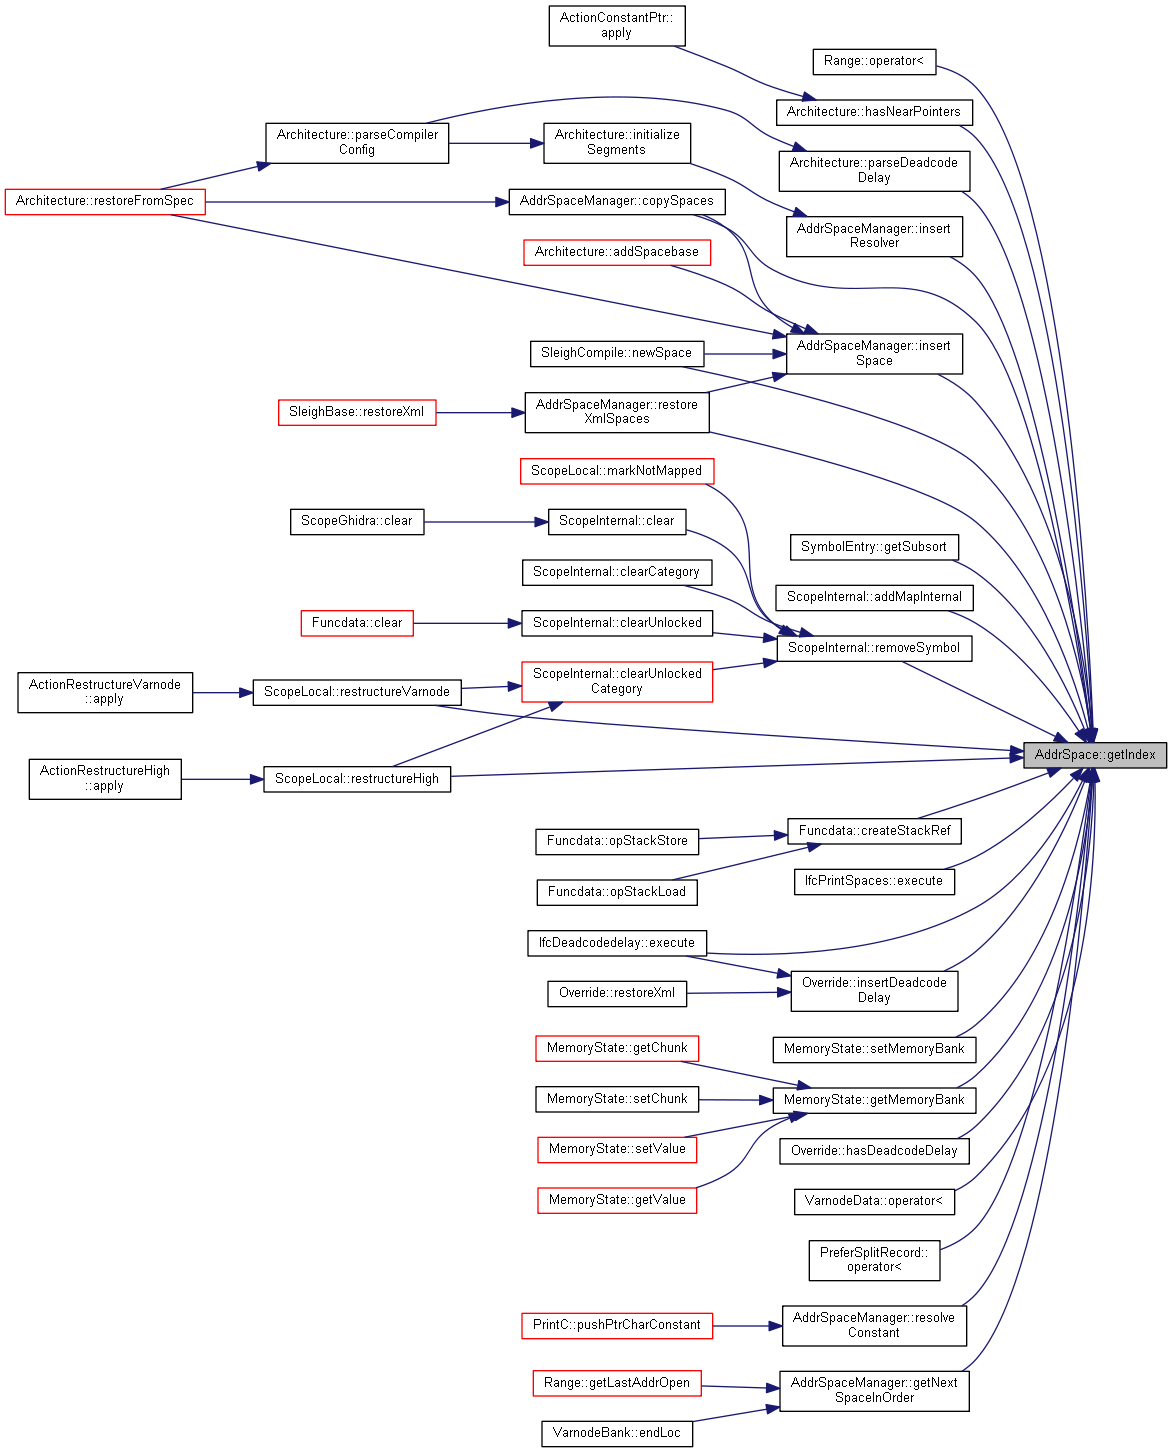 ActionConstantPtr::
apply
Range::operator<
Architecture::hasNearPointers
Architecture::parseCompiler
Config
Architecture::initialize
Segments
Architecture::parseDeadcode
Delay
Architecture::restoreFromSpec
AddrSpaceManager::copySpaces
AddrSpaceManager::insert
Resolver
Architecture::addSpacebase
AddrSpaceManager::insert
Space
SleighCompile::newSpace
SleighBase::restoreXml
AddrSpaceManager::restore
XmlSpaces
ScopeLocal::markNotMapped
ScopeGhidra::clear
ScopeInternal::clear
SymbolEntry::getSubsort
ScopeInternal::clearCategory
ScopeInternal::addMapInternal
Funcdata::clear
ScopeInternal::clearUnlocked
ScopeInternal::removeSymbol
ActionRestructureVarnode
::apply
ScopeLocal::restructureVarnode
ScopeInternal::clearUnlocked
Category
AddrSpace::getIndex
ActionRestructureHigh
::apply
ScopeLocal::restructureHigh
Funcdata::opStackStore
Funcdata::createStackRef
Funcdata::opStackLoad
IfcPrintSpaces::execute
IfcDeadcodedelay::execute
Override::restoreXml
Override::insertDeadcode
Delay
MemoryState::getChunk
MemoryState::setMemoryBank
MemoryState::setChunk
MemoryState::getMemoryBank
MemoryState::setValue
Override::hasDeadcodeDelay
MemoryState::getValue
VarnodeData::operator<
PreferSplitRecord::
operator<
PrintC::pushPtrCharConstant
AddrSpaceManager::resolve
Constant
Range::getLastAddrOpen
AddrSpaceManager::getNext
SpaceInOrder
VarnodeBank::endLoc